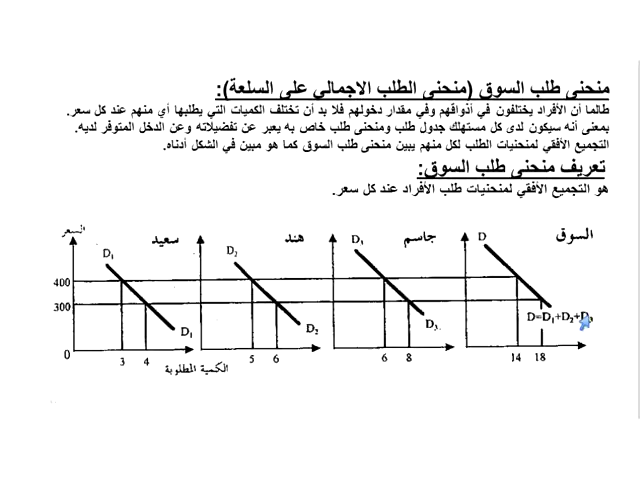 منحنى طلب السوق (منحنى الطلب الاجمالي على السلعة):
طالما أن الأفراد يختلفون في أذواقهم وفي مقدار دخولهم فلا بد أن تختلف الكميات التي يطلبها أي منهم عند كل سعر.
بمعنى أنه سيكون لدى كل مستهلك جدول طلب ومنحنى طلب خاص به يعبر عن تفضيلاته وعن الدخل المتوفر لديه.
التجميع الأفقي لمنحنيات الطلب لكل منهم يبين منحنى طلب السوق كما هو مبين في الشكل أدناه.
تعريف منحنى طلب السوق:
هو التجميع الأفقي لمنحنيات طلب الأفراد عند كل سعر.
السعر
سعيد
هند
جاسم
السوق
D1
D2
D3
D
400
300
D1
D2
D3
D=D1+D2+D3
0
3 4
5 6
6 8
14 18
الكمية المطلوبة